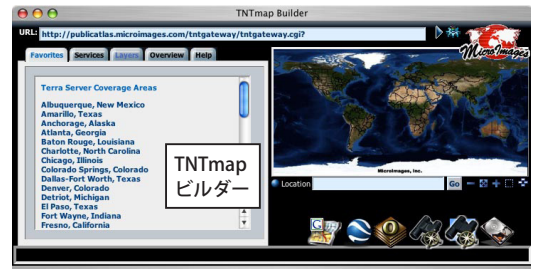 TNTmap Builder
URL: http://publicatlas.microimages.com/tntgateway/tntgateway.cgi?
MicroImages
Favorites Services Layers Overview Help
Terra Server Coverage Areas
Albuquerque, New Mexico
Amarillo, Texas
Anchorage, Alaska
Atlanta, Georgia
Baton Rouge, Louisiana
Charlotte, North Carolina
Chicago, Illinois
Colorado Springs, Colorado
Dallas-Fort Worth, Texas
Denver, Colorado
Detriot, Michigan
El Paso, Texas
Fort Wayne, Indiana
Fresno, California
TNTmap
ビルダー
MicroImages, Inc.
Location Go
G
O